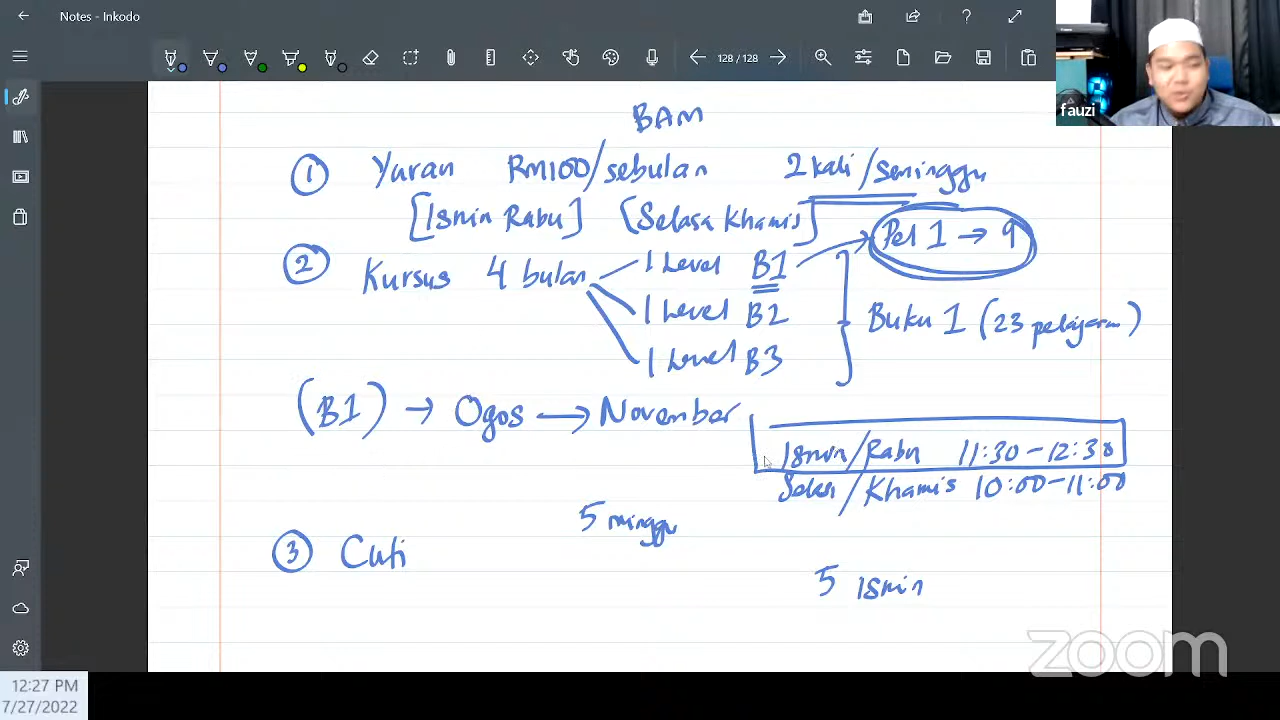 Notes - Inkodo
128 / 128
fauzi
BAM
① Yuran RM100/sebulan 2 kali/seminggu
[Isnin Rabu] [Selasa Khamis]
Pel 1 → 9
② Kursus 4 bulan
1 Level B1
1 Level B2
1 Level B3
Buku 1 (23 pelajaran)
(B1) → Ogos → November
Isnin/Rabu 11:30-12:30
/Khamis 10:00-11:00
5 minggu
③ Cuti
5 Isnin
zoom
12:27 PM
7/27/2022